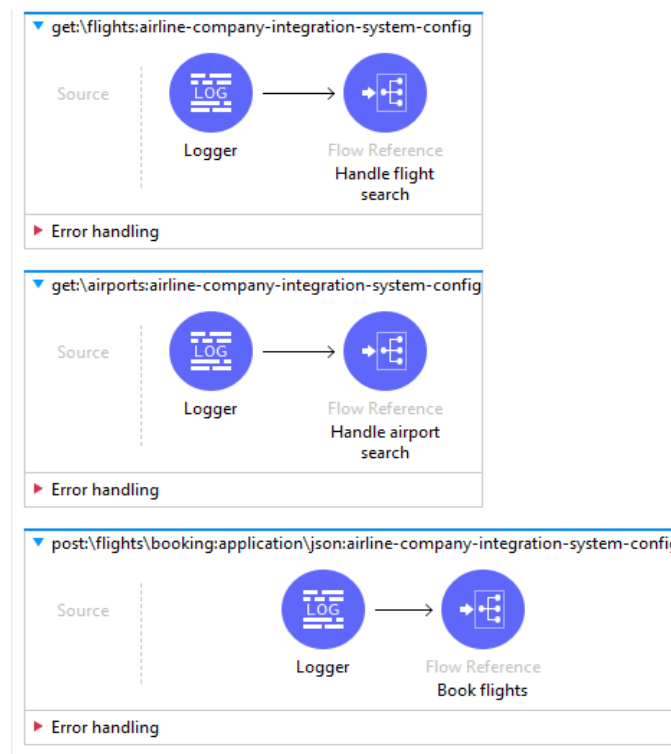 get:\flights:airline-company-integration-system-config
Source
LOG
Logger
Flow Reference
Handle flight
search
Error handling
get:\airports:airline-company-integration-system-config
Source
LOG
Logger
Flow Reference
Handle airport
search
Error handling
post:\flights\booking:application\json:airline-company-integration-system-config
Source
LOG
Logger
Flow Reference
Book flights
Error handling